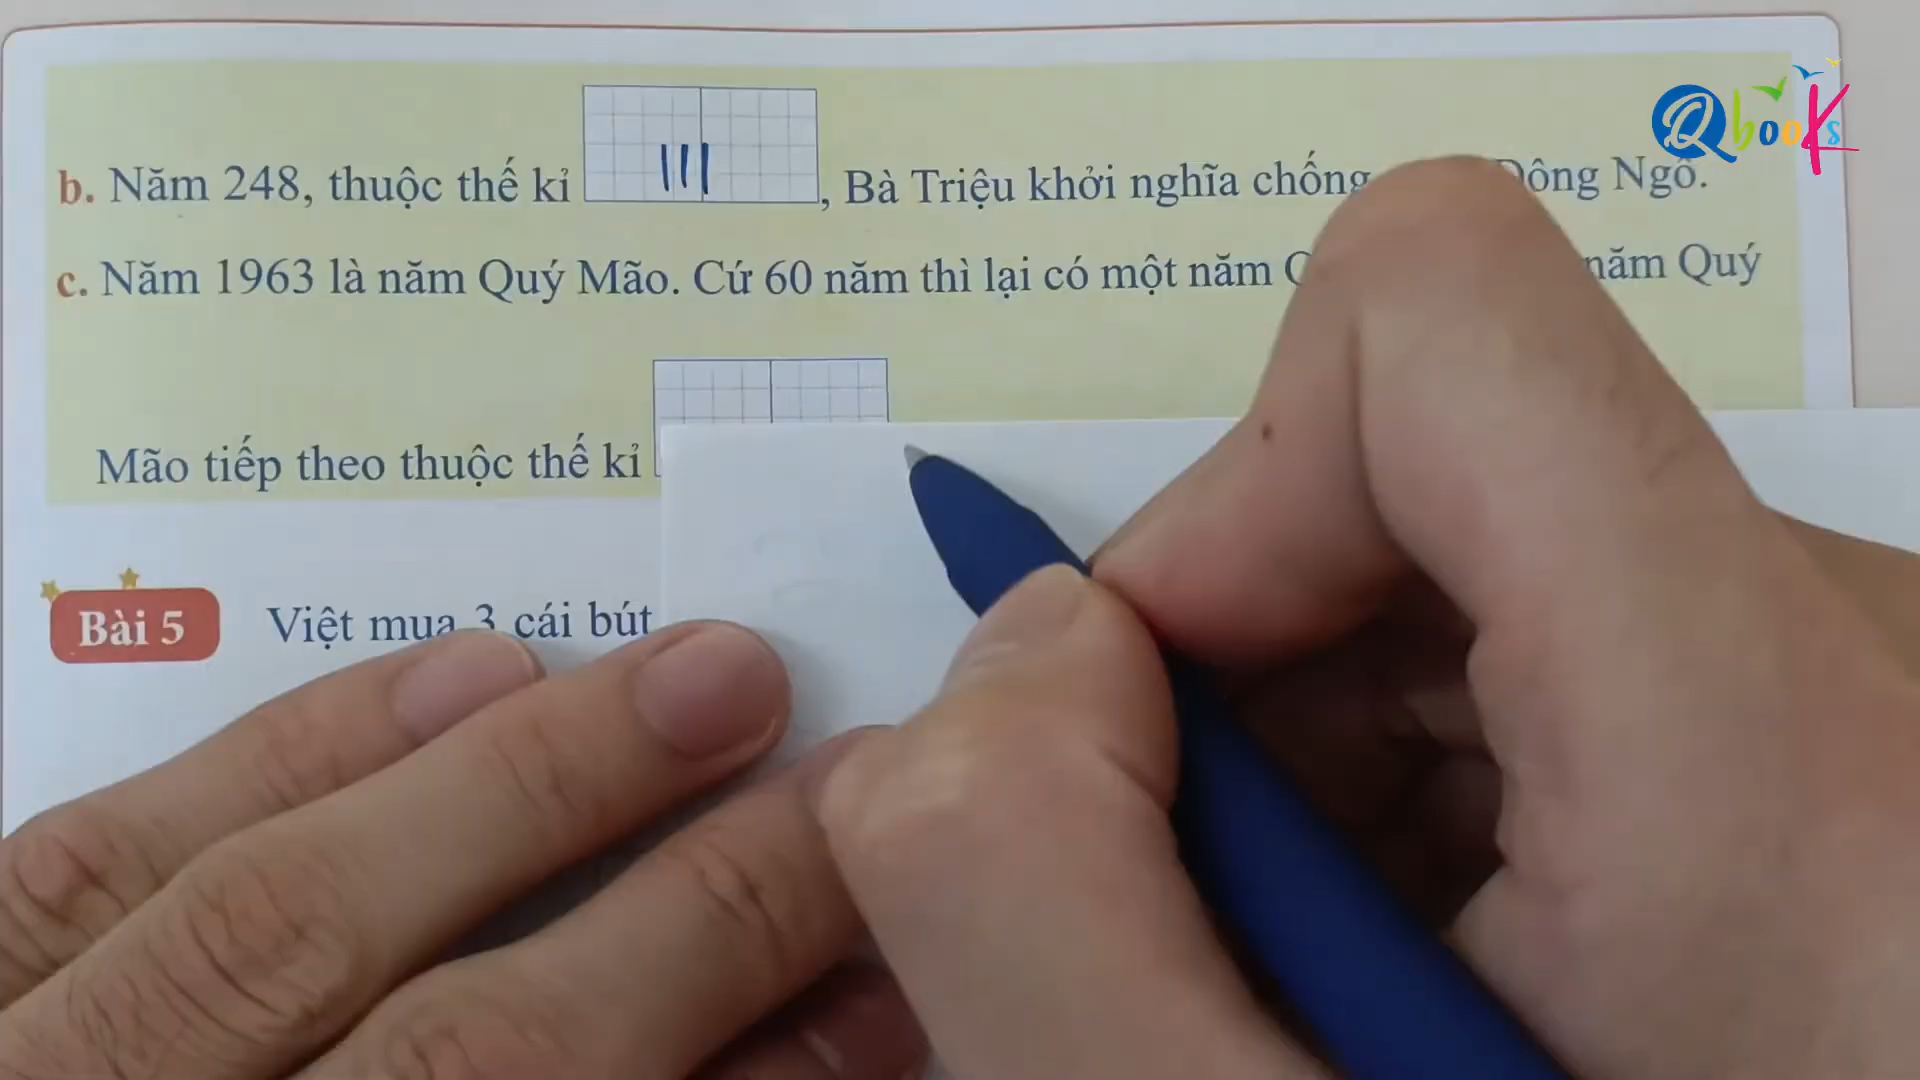 Qbooks
b. Năm 248, thuộc thế kỉ III, Bà Triệu khởi nghĩa chống Đông Ngô.
c. Năm 1963 là năm Quý Mão. Cứ 60 năm thì lại có một năm năm Quý
Mão tiếp theo thuộc thế kỉ
Bài 5 Việt mua 3 cái bút